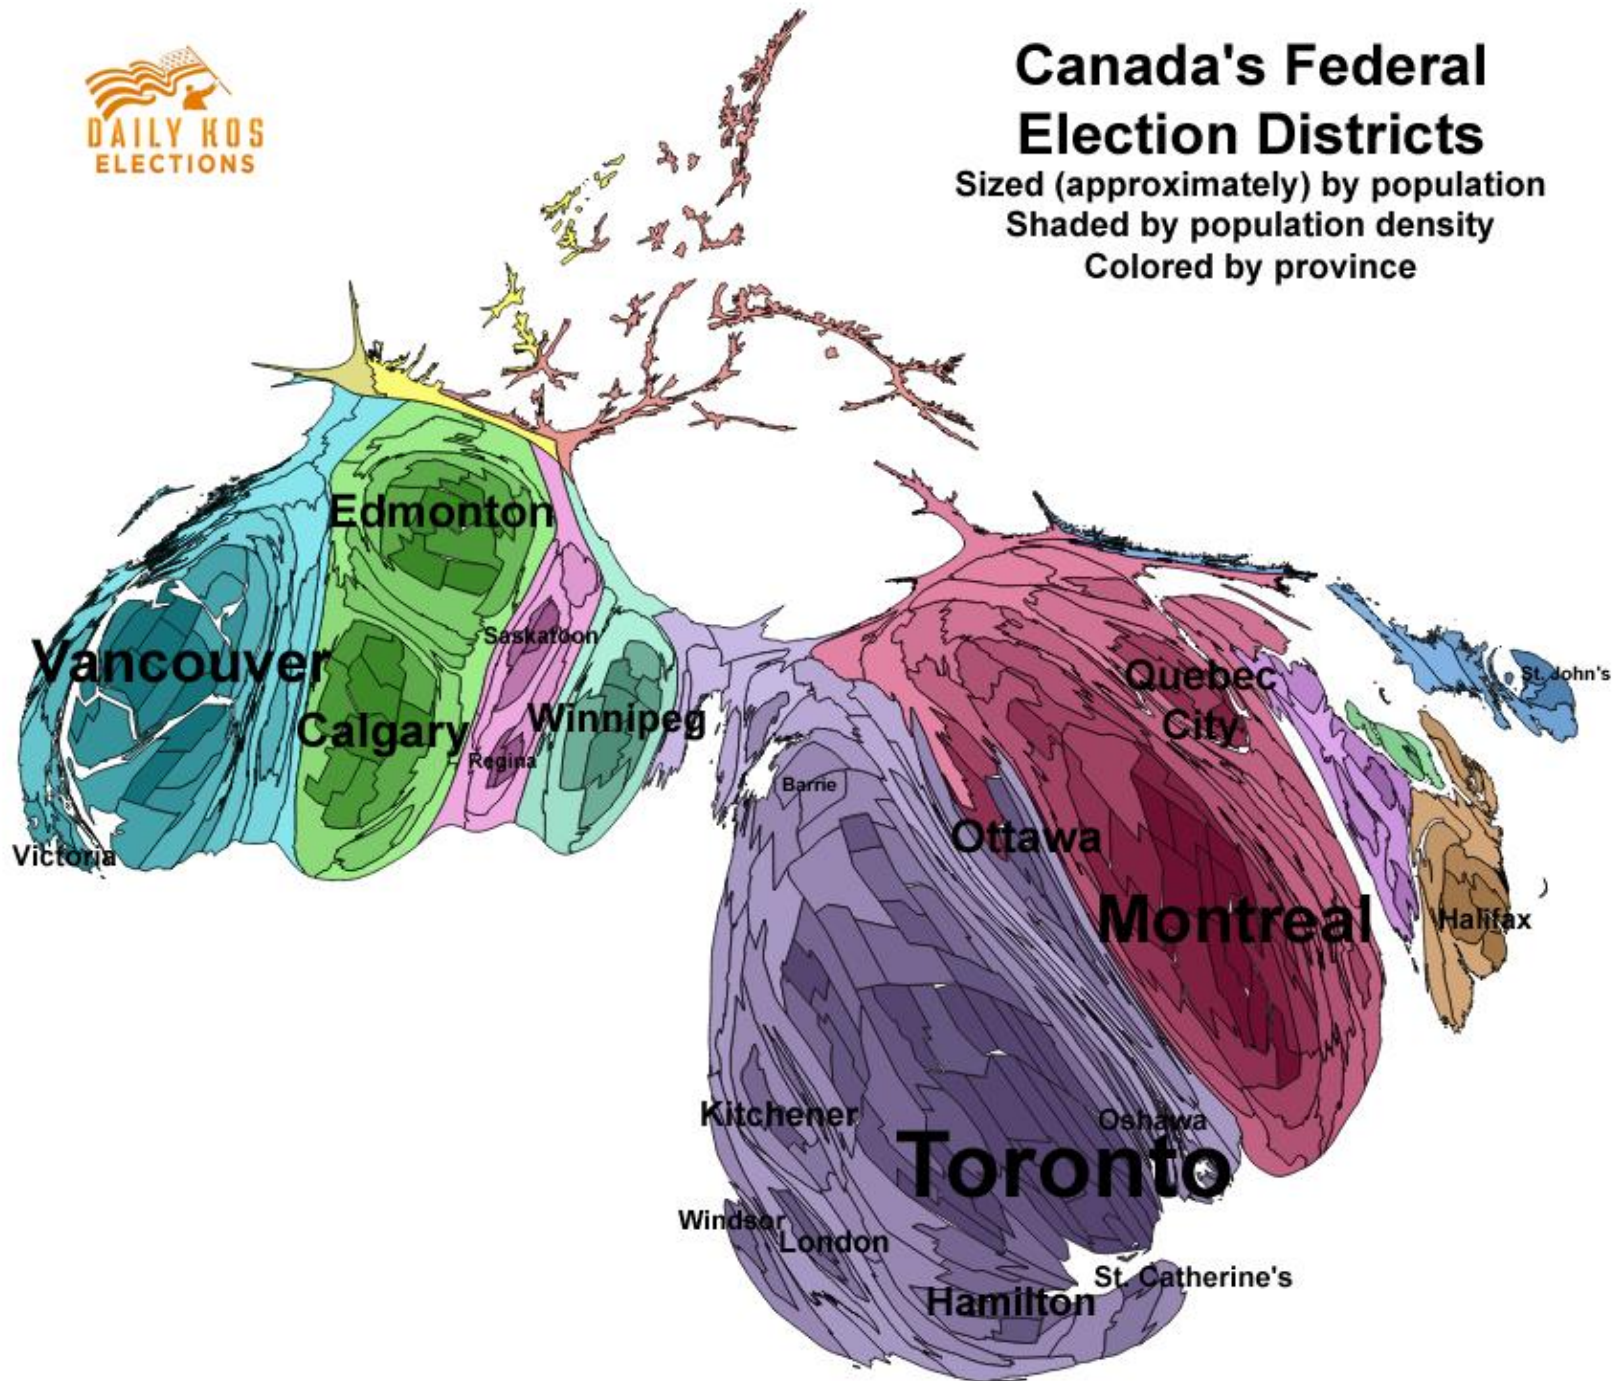 DAILY KOS
ELECTIONS
Canada's Federal
Election Districts
Sized (approximately) by population
Shaded by population density
Colored by province
Edmonton
Saskatoon
Vancouver
Quebec
City
St. John's
Calgary
Winnipeg
Regina
Barrie
Ottawa
Victoria
Montreal
Halifax
Kitchener
Oshawa
Toronto
Windsor
London
St. Catherine's
Hamilton